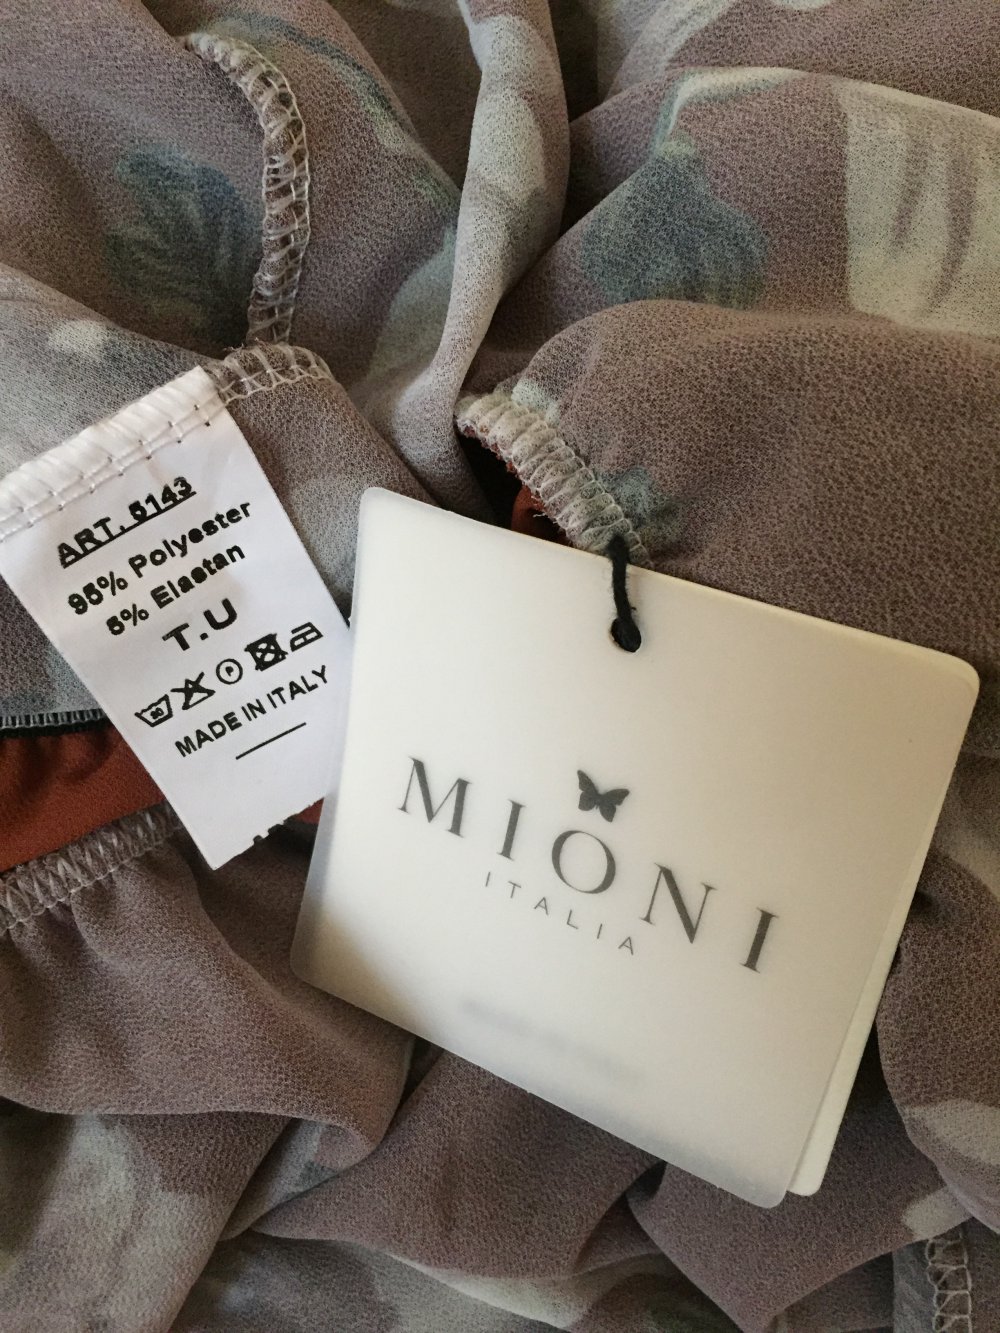 ART. 5143
95% Polyester
5% Elastan
T.U
P
MADE IN ITALY
MIONI
ITALIA